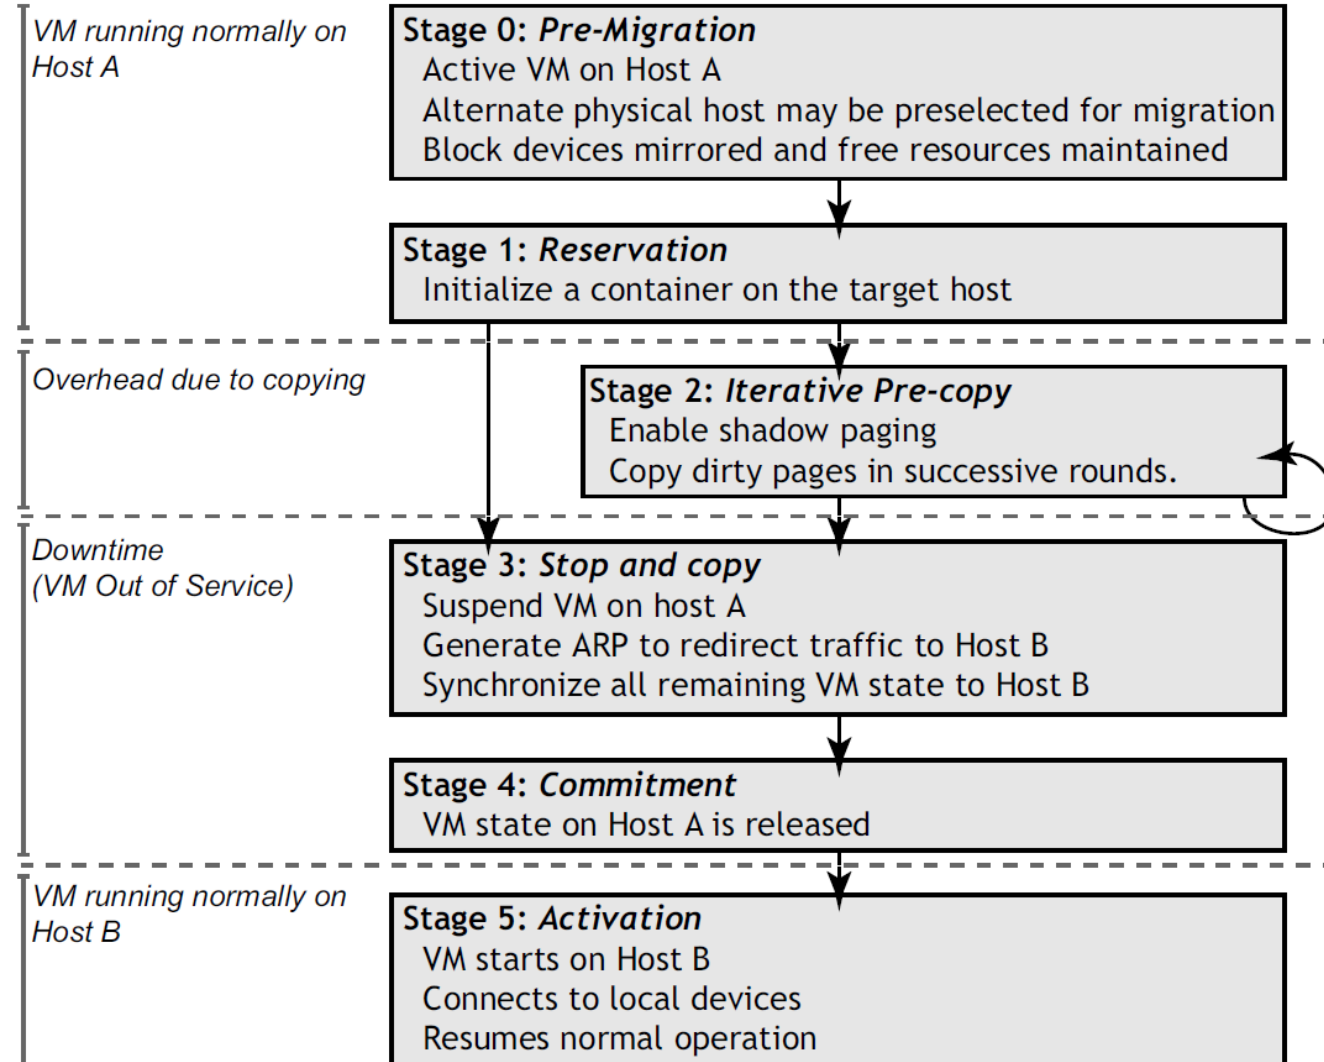 VM running normally on
Host A
Stage 0: Pre-Migration
Active VM on Host A
Alternate physical host may be preselected for migration
Block devices mirrored and free resources maintained
Stage 1: Reservation
Initialize a container on the target host
Overhead due to copying
Stage 2: Iterative Pre-copy
Enable shadow paging
Copy dirty pages in successive rounds.
Downtime
(VM Out of Service)
Stage 3: Stop and copy
Suspend VM on host A
Generate ARP to redirect traffic to Host B
Synchronize all remaining VM state to Host B
Stage 4: Commitment
VM state on Host A is released
VM running normally on
Host B
Stage 5: Activation
VM starts on Host B
Connects to local devices
Resumes normal operation